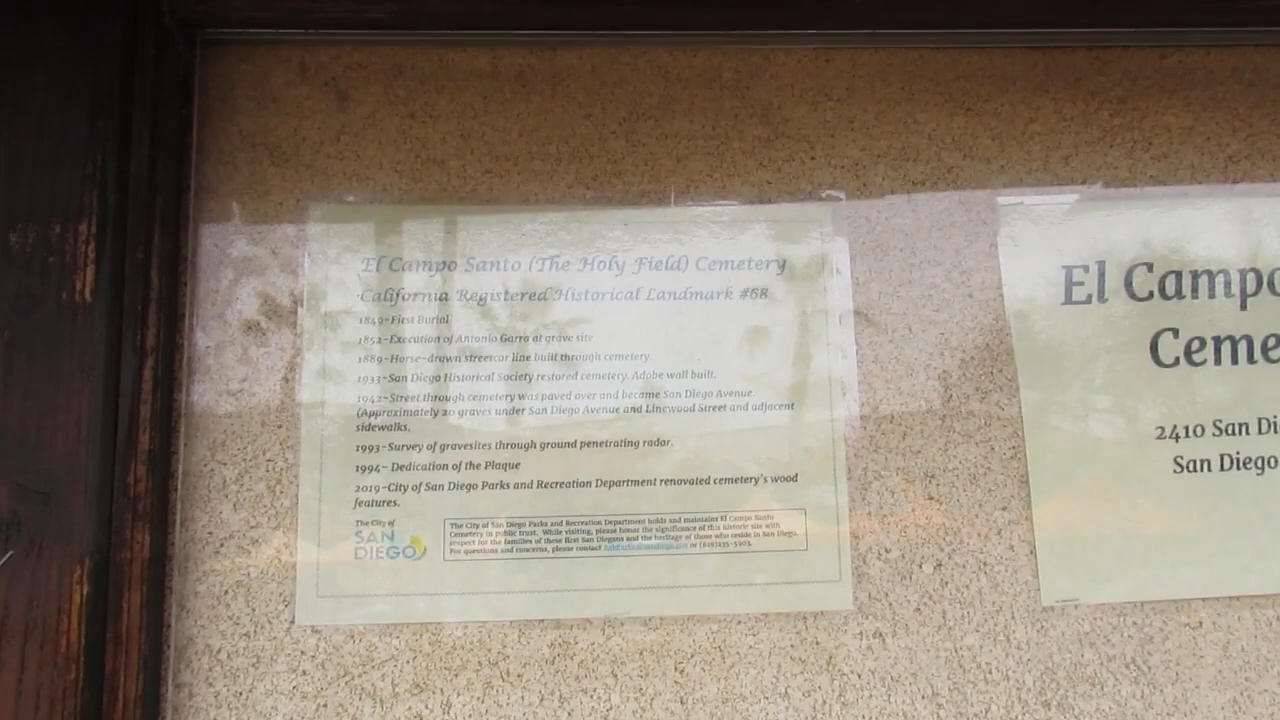 El Campo Santo (The Holy Field) Cemetery
California Registered Historical Landmark #68
1849-First Burial
1852-Execution of Antonio Garra at grave site
1889-Horse-drawn streetcar line built through cemetery.
1933-San Diego Historical Society restored cemetery. Adobe wall built.
1942-Street through cemetery was paved over and became San Diego Avenue.
(Approximately 20 graves under San Diego Avenue and Linewood Street and adjacent
sidewalks.
1993-Survey of gravesites through ground penetrating radar.
1994- Dedication of the Plaque
2019-City of San Diego Parks and Recreation Department renovated cemetery's wood
features.
The City of
SAN
DIEGO
The City of San Diego Parks and Recreation Department holds and maintains El Campo Santo
Cemetery in public trust. While visiting, please honor the significance of this historic site with
respect for the families of these first San Diegans and the heritage of those who reside in San Diego.
For questions and concerns, please contact or (619)235-5903.
El Campo
Ceme
2410 San Di
San Diego